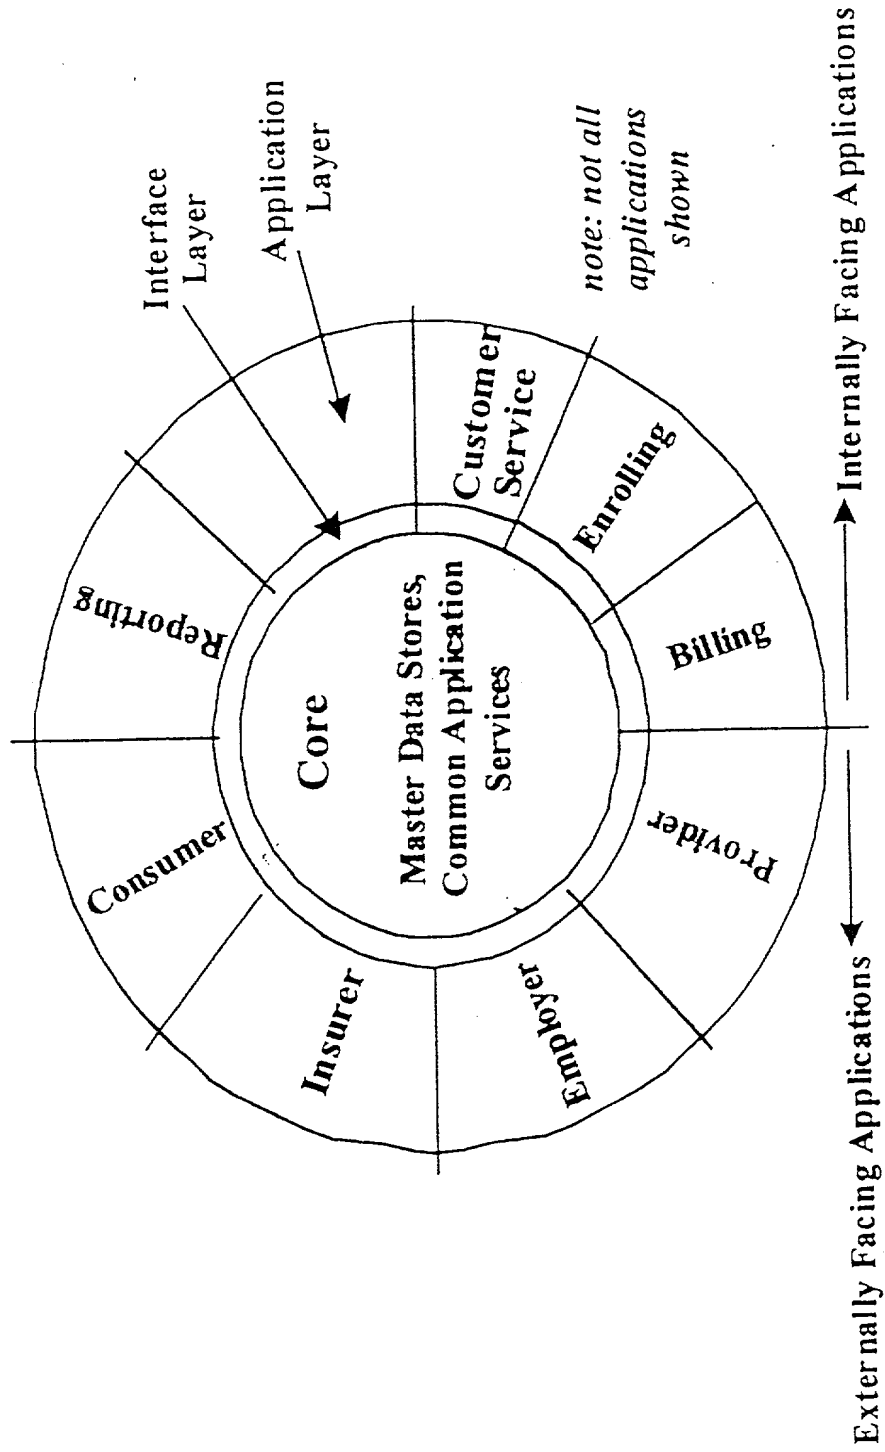 Interface
Layer
Application
Layer
note: not all
applications
shown
Consumer
Reporting
Insurer
Core
Master Data Stores,
Common Application
Services
Customer
Service
Employer
Enrolling
Provider
Billing
Externally Facing Applications
Internally Facing Applications